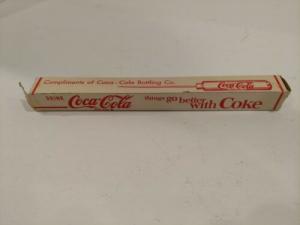 Compliments of Coca-Cola Bottling Co.
Coca-Cola
DRINK
Coca-Cola
things go better
with Coke